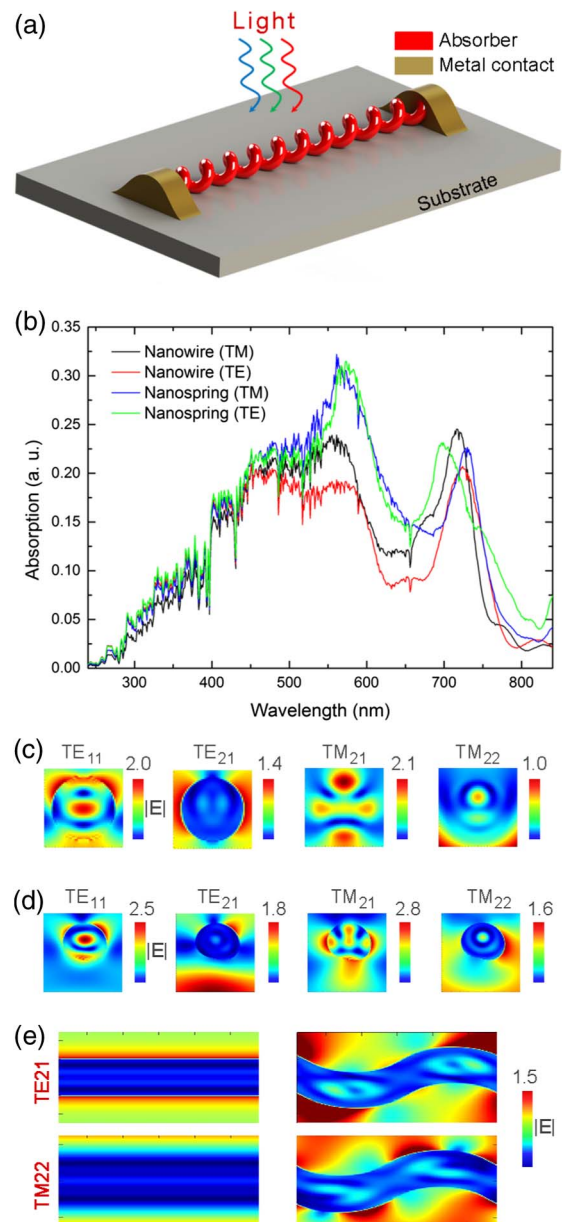 (a)
Light
Absorber
Metal contact
Substrate
(b)
0.35
0.30
0.25
0.20
0.15
0.10
0.05
0.00
Absorption (a. u.)
Nanowire (TM)
Nanowire (TE)
Nanospring (TM)
Nanospring (TE)
300 400 500 600 700 800
Wavelength (nm)
(c)
TE11 2.0 |E|
TE21 1.4
TM21 2.1
TM22 1.0
(d)
TE11 2.5 |E|
TE21 1.8
TM21 2.8
TM22 1.6
(e)
TE21
TM22
1.5
|E|